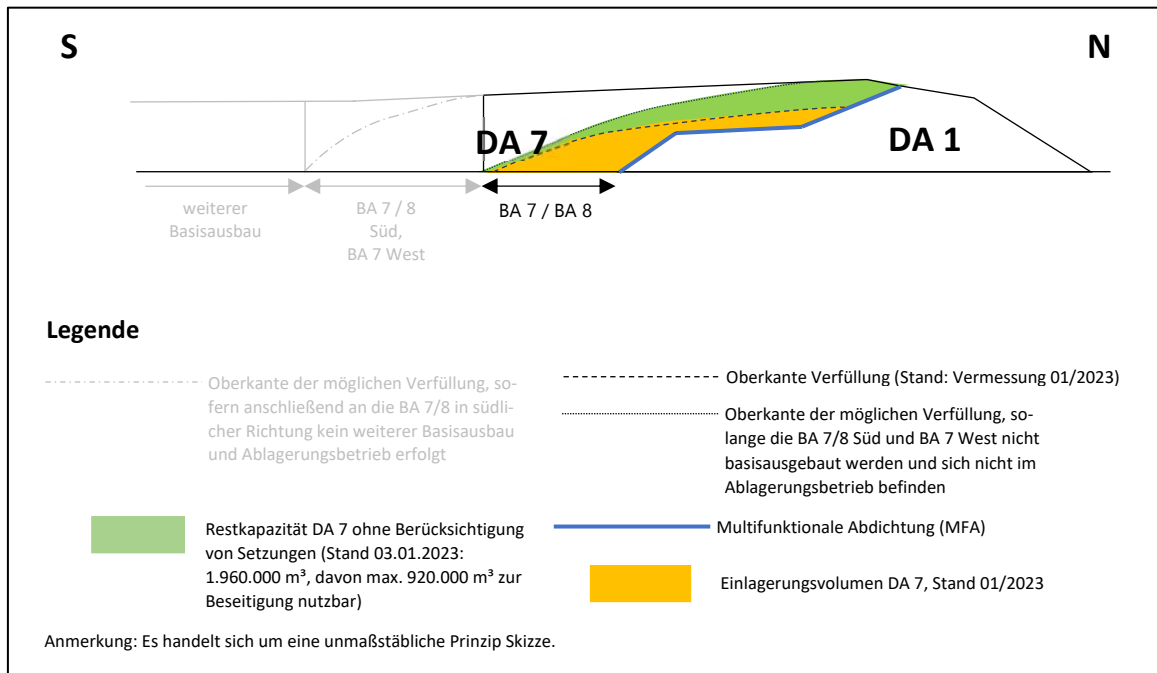 S
N
DA 7
DA 1
weiterer
Basisausbau
BA 7 / 8
Süd,
BA 7 West
BA 7 / BA 8
Legende
Oberkante der möglichen Verfüllung, so-
fern anschließend an die BA 7/8 in südli-
cher Richtung kein weiterer Basisausbau
und Ablagerungsbetrieb erfolgt
Oberkante Verfüllung (Stand: Vermessung 01/2023)
Oberkante der möglichen Verfüllung, so-
lange die BA 7/8 Süd und BA 7 West nicht
basisausgebaut werden und sich nicht im
Ablagerungsbetrieb befinden
Restkapazität DA 7 ohne Berücksichtigung
von Setzungen (Stand 03.01.2023:
1.960.000 m³, davon max. 920.000 m³ zur
Beseitigung nutzbar)
Multifunktionale Abdichtung (MFA)
Einlagerungsvolumen DA 7, Stand 01/2023
Anmerkung: Es handelt sich um eine unmaßstäbliche Prinzip Skizze.